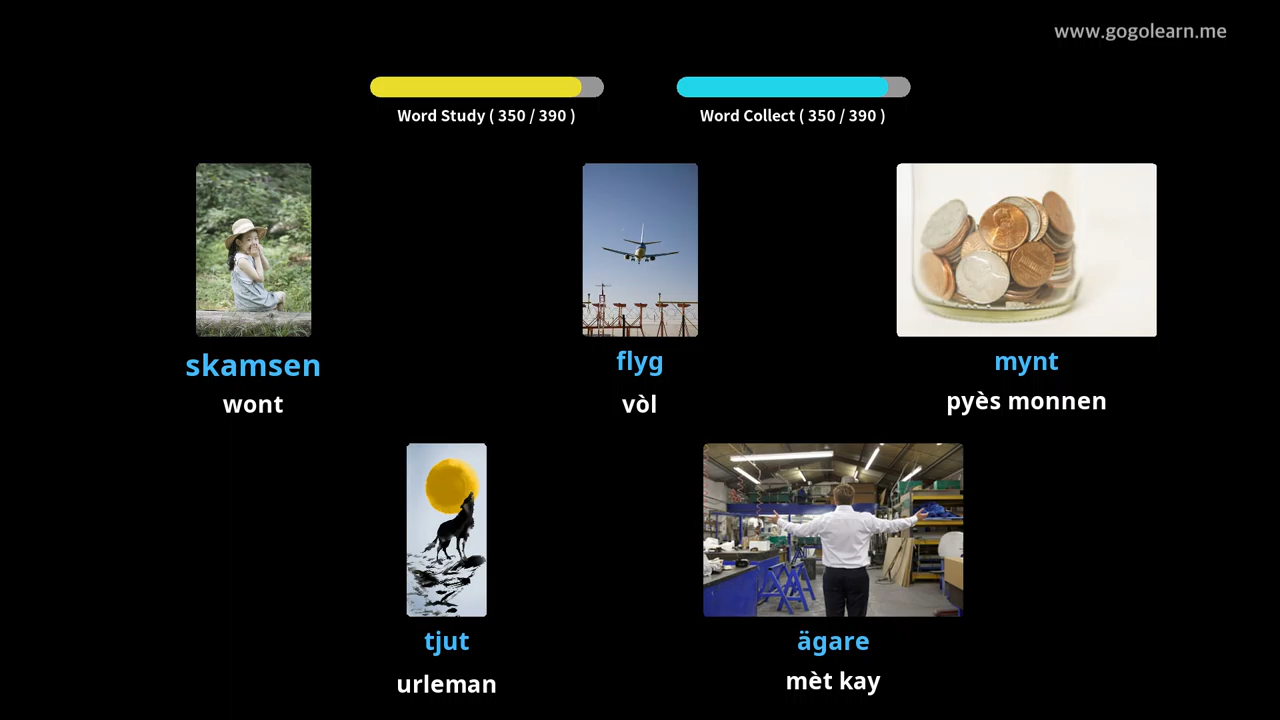 www.gogolearn.me
Word Study ( 350 / 390 )
Word Collect ( 350 / 390 )
skamsen
wont
flyg
vòl
mynt
pyès monnen
tjut
urleman
ägare
mèt kay